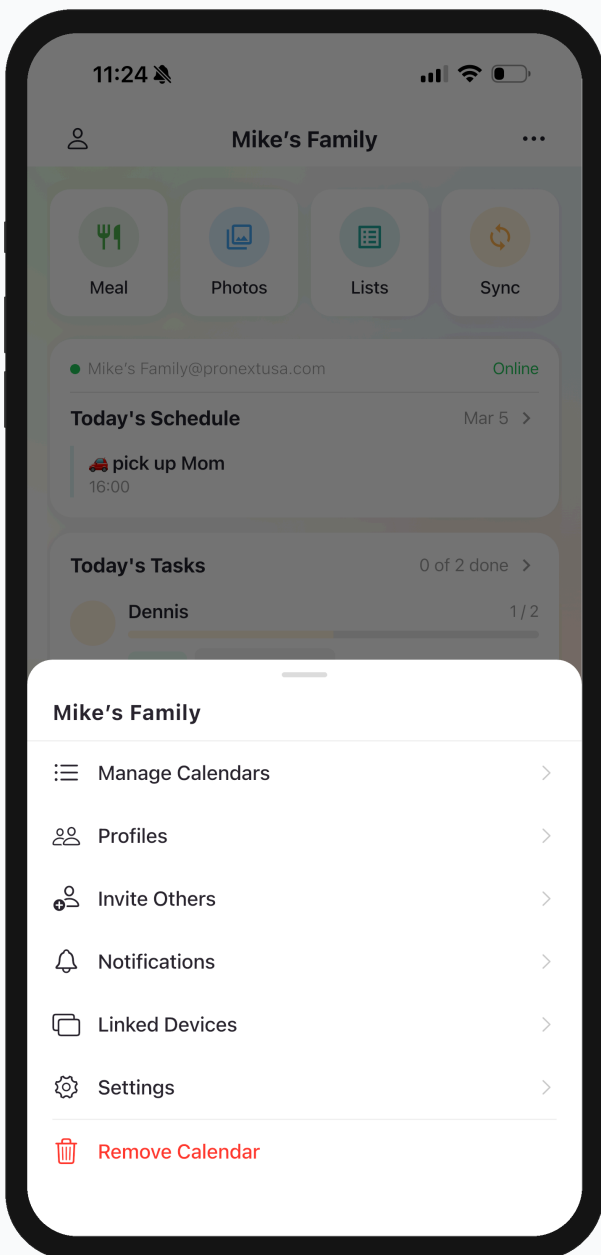 11:24
Mike's Family
Meal
Photos
Lists
Sync
Mike's Family@pronextusa.com
Online
Today's Schedule
Mar 5
🚗 pick up Mom
16:00
Today's Tasks
0 of 2 done
Dennis
1/2
Mike's Family
Manage Calendars
Profiles
Invite Others
Notifications
Linked Devices
Settings
Remove Calendar